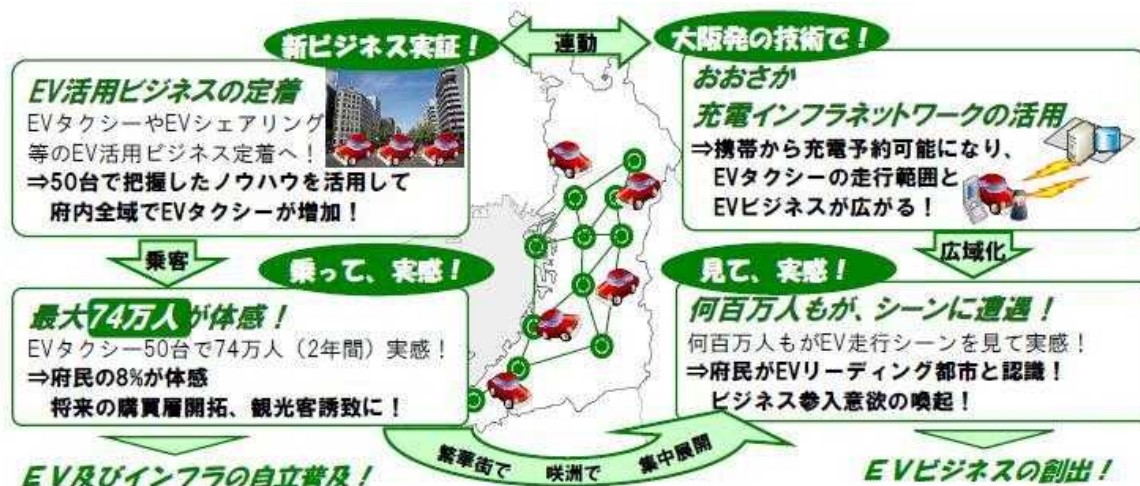 新ビジネス実証！
連動
大阪発の技術で！
EV活用ビジネスの定着
EVタクシーやEVシェアリング
等のEV活用ビジネス定着へ！
⇒50台で把握したノウハウを活用して
府内全域でEVタクシーが増加！
おおさか
充電インフラネットワークの活用
⇒携帯から充電予約可能になり、
EVタクシーの走行範囲と
EVビジネスが広がる！
乗客
乗って、実感！
見て、実感！
広域化
最大74万人が体感！
EVタクシー50台で74万人（2年間）実感！
⇒府民の8%が体感
将来の購買層開拓、観光客誘致に！
何百万人もが、シーンに遭遇！
何百万人もがEV走行シーンを見て実感！
⇒府民がEVリーディング都市と認識！
ビジネス参入意欲の喚起！
繁華街で 咲洲で 集中展開
EV及びインフラの自立普及！
EVビジネスの創出！